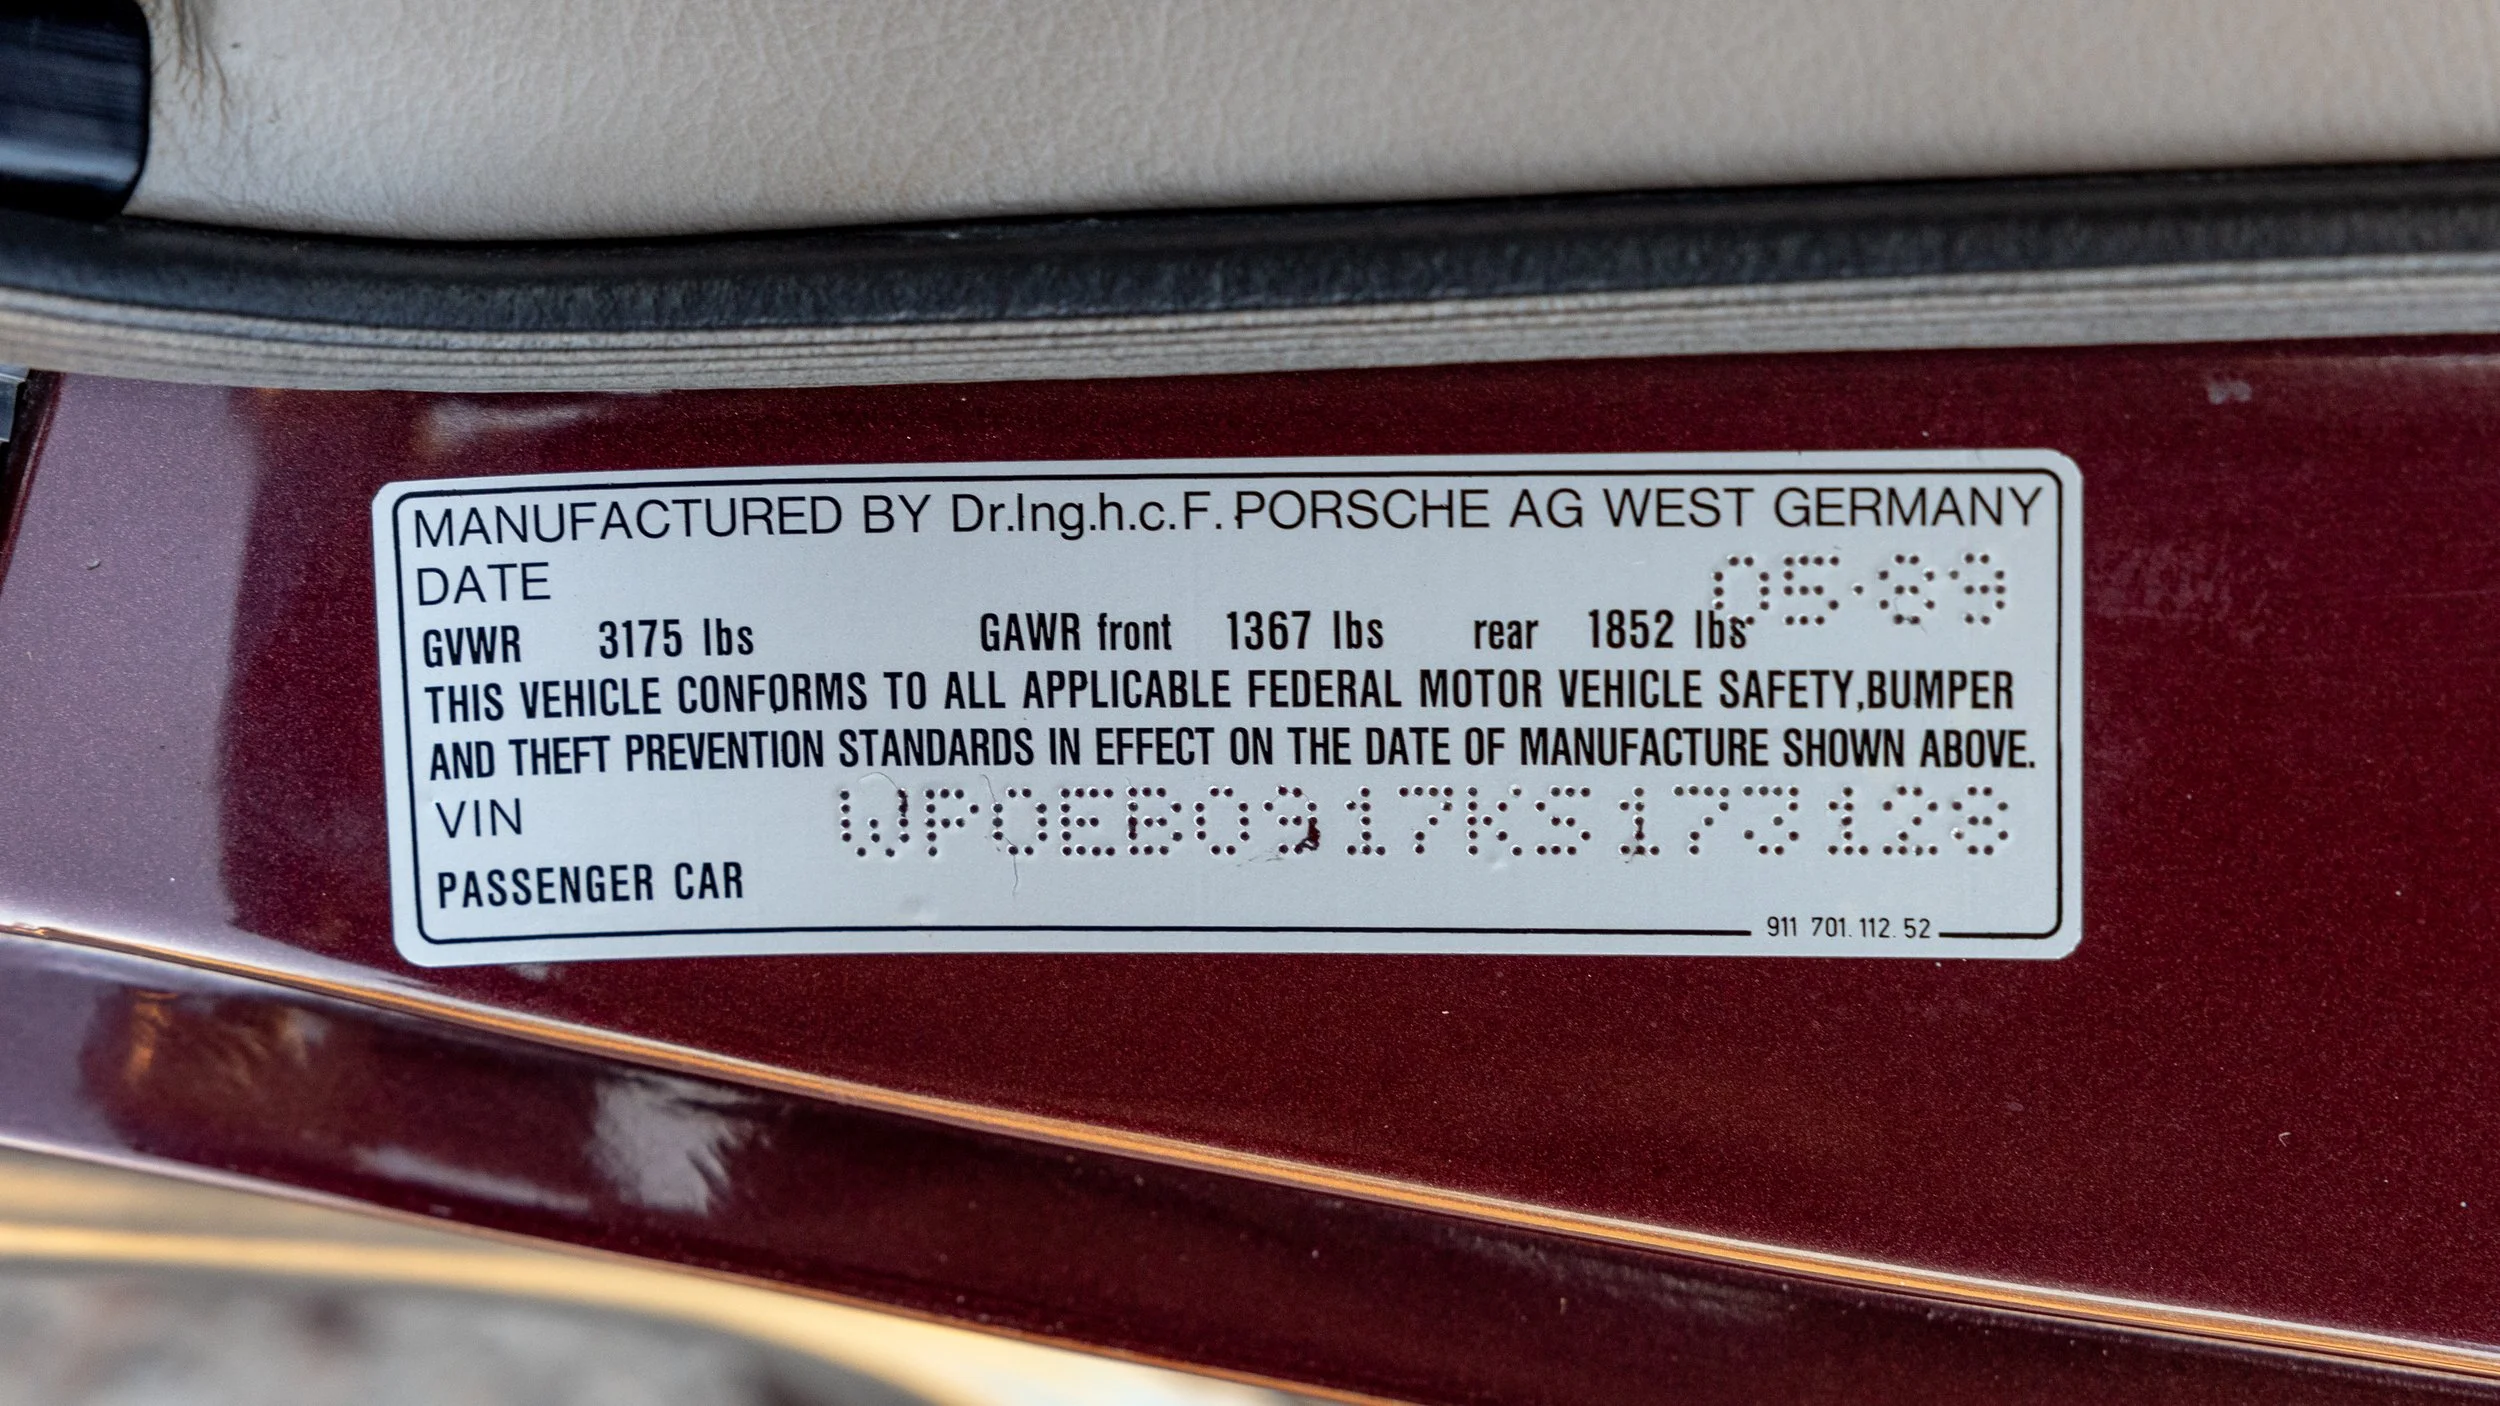 MANUFACTURED BY Dr.Ing.h.c.F. PORSCHE AG WEST GERMANY
DATE 05·89
GVWR 3175 lbs GAWR front 1367 lbs rear 1852 lbs
THIS VEHICLE CONFORMS TO ALL APPLICABLE FEDERAL MOTOR VEHICLE SAFETY,BUMPER
AND THEFT PREVENTION STANDARDS IN EFFECT ON THE DATE OF MANUFACTURE SHOWN ABOVE.
VIN WP0EB0917KS173128
PASSENGER CAR
911 701. 112. 52